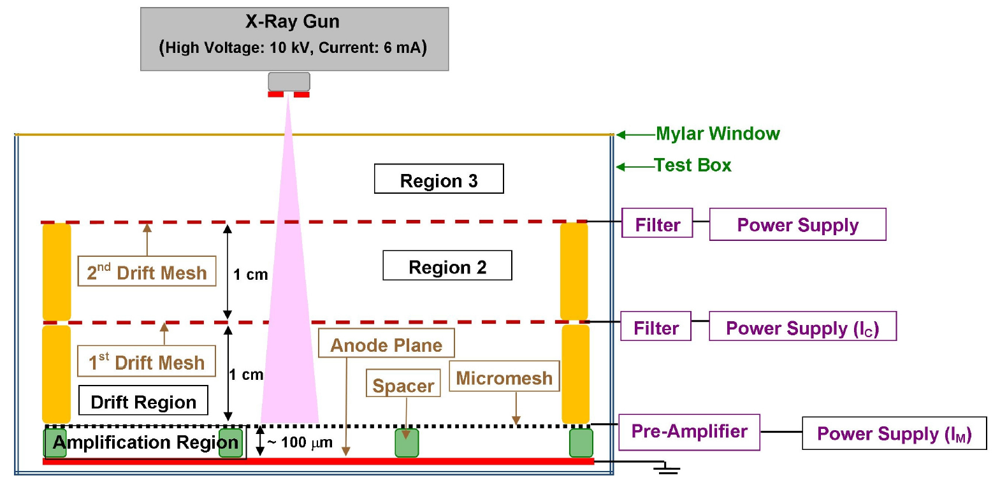 X-Ray Gun
(High Voltage: 10 kV, Current: 6 mA)
Mylar Window
Test Box
Region 3
Filter
Power Supply
2nd Drift Mesh
1 cm
Region 2
Filter
Power Supply (IC)
1st Drift Mesh
1 cm
Anode Plane
Spacer
Micromesh
Drift Region
Pre-Amplifier
Power Supply (IM)
Amplification Region
~ 100 μm